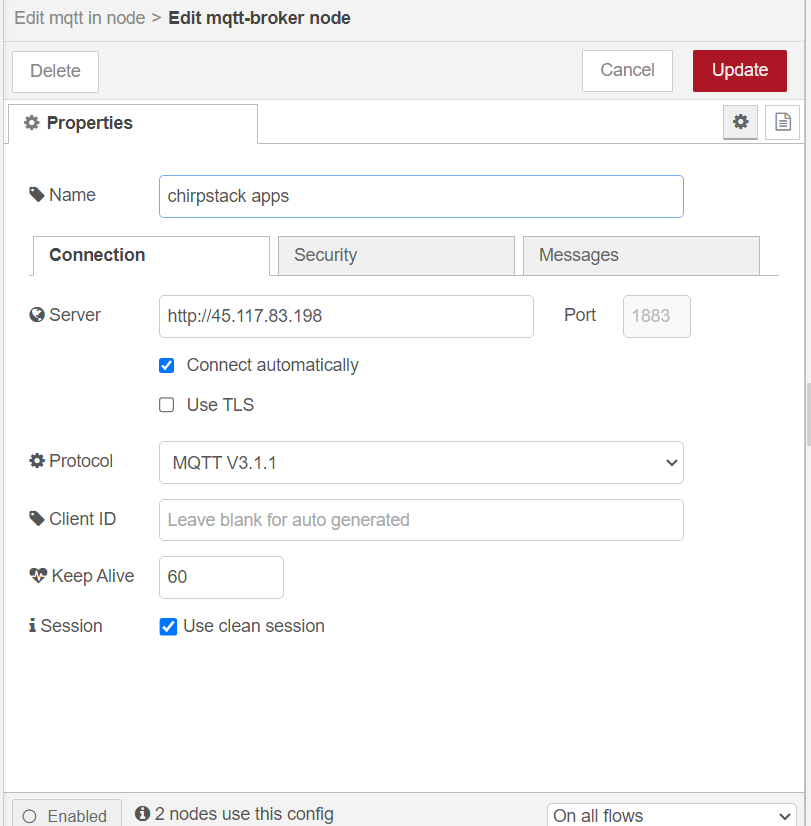 Edit mqtt in node > Edit mqtt-broker node
Delete
Cancel
Update
Properties
Name
chirpstack apps
Connection
Security
Messages
Server
http://45.117.83.198
Port
1883
Connect automatically
Use TLS
Protocol
MQTT V3.1.1
Client ID
Leave blank for auto generated
Keep Alive
60
Session
Use clean session
Enabled
2 nodes use this config
On all flows